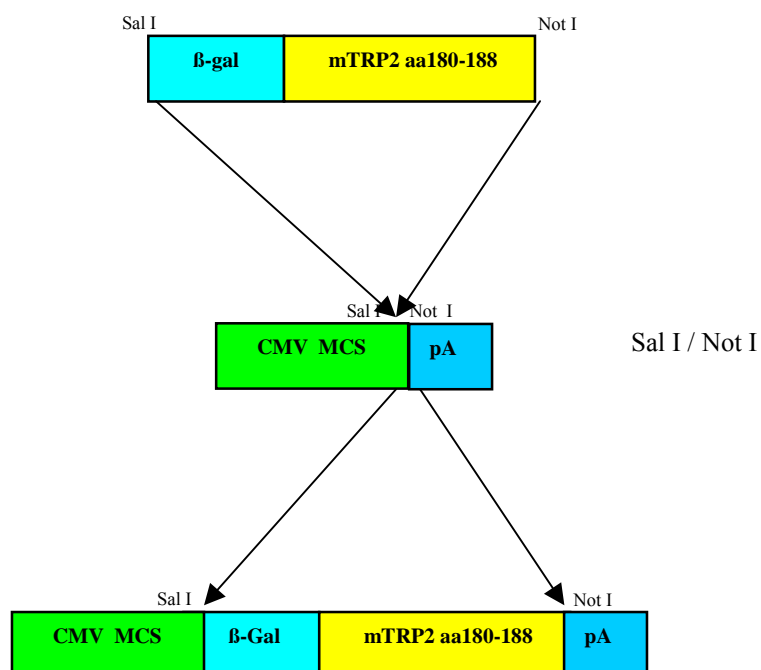 Sal I Not I
ß-gal mTRP2 aa180-188
Sal I Not I
CMV MCS pA Sal I / Not I
Sal I Not I
CMV MCS ß-Gal mTRP2 aa180-188 pA